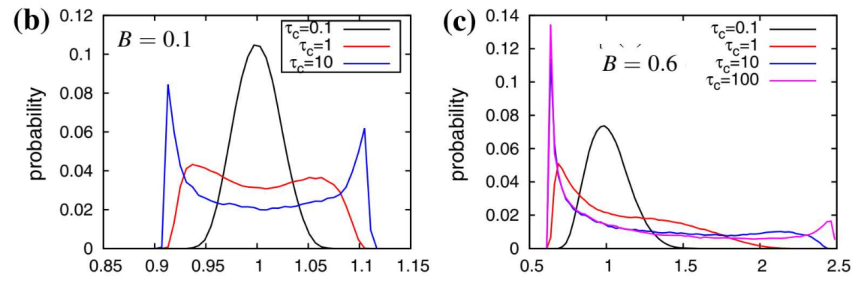 (b)
B = 0.1
τc=0.1
τc=1
τc=10
probability
0.12
0.1
0.08
0.06
0.04
0.02
0
0.85
0.9
0.95
1
1.05
1.1
1.15
(c)
B = 0.6
τc=0.1
τc=1
τc=10
τc=100
probability
0.14
0.12
0.1
0.08
0.06
0.04
0.02
0
0.5
1
1.5
2
2.5